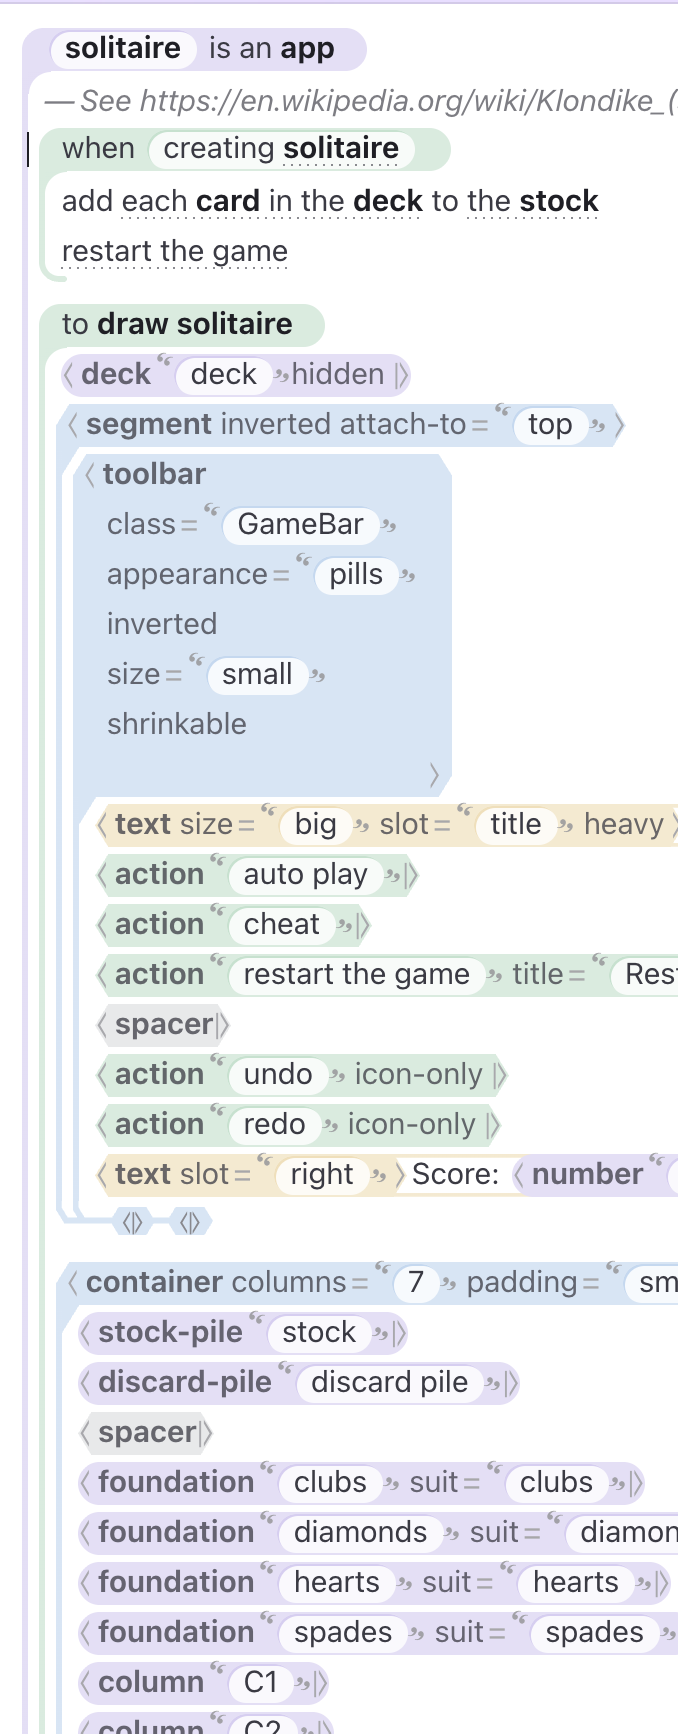 solitaire is an app
— See https://en.wikipedia.org/wiki/Klondike_(
when creating solitaire
add each card in the deck to the stock
restart the game
to draw solitaire
〈 deck “ deck ” hidden |〉
〈 segment inverted attach-to= “ top ” 〉
〈 toolbar
class= “ GameBar ”
appearance= “ pills ”
inverted
size= “ small ”
shrinkable
〉
〈 text size= “ big ” slot= “ title ” heavy 〉
〈 action “ auto play ” |〉
〈 action “ cheat ” |〉
〈 action “ restart the game ” title= “
〈 spacer |〉
〈 action “ undo ” icon-only |〉
〈 action “ redo ” icon-only |〉
〈 text slot= “ right ” 〉 Score: 〈 number “
〈|〉 〈|〉
〈 container columns= “ 7 ” padding= “
〈 stock-pile “ stock ” |〉
〈 discard-pile “ discard pile ” |〉
〈 spacer |〉
〈 foundation “ clubs ” suit= “ clubs ” |〉
〈 foundation “ diamonds ” suit= “
〈 foundation “ hearts ” suit= “ hearts ” |〉
〈 foundation “ spades ” suit= “ spades ”
〈 column “ C1 ” |〉
〈 column “ C2 ” |〉